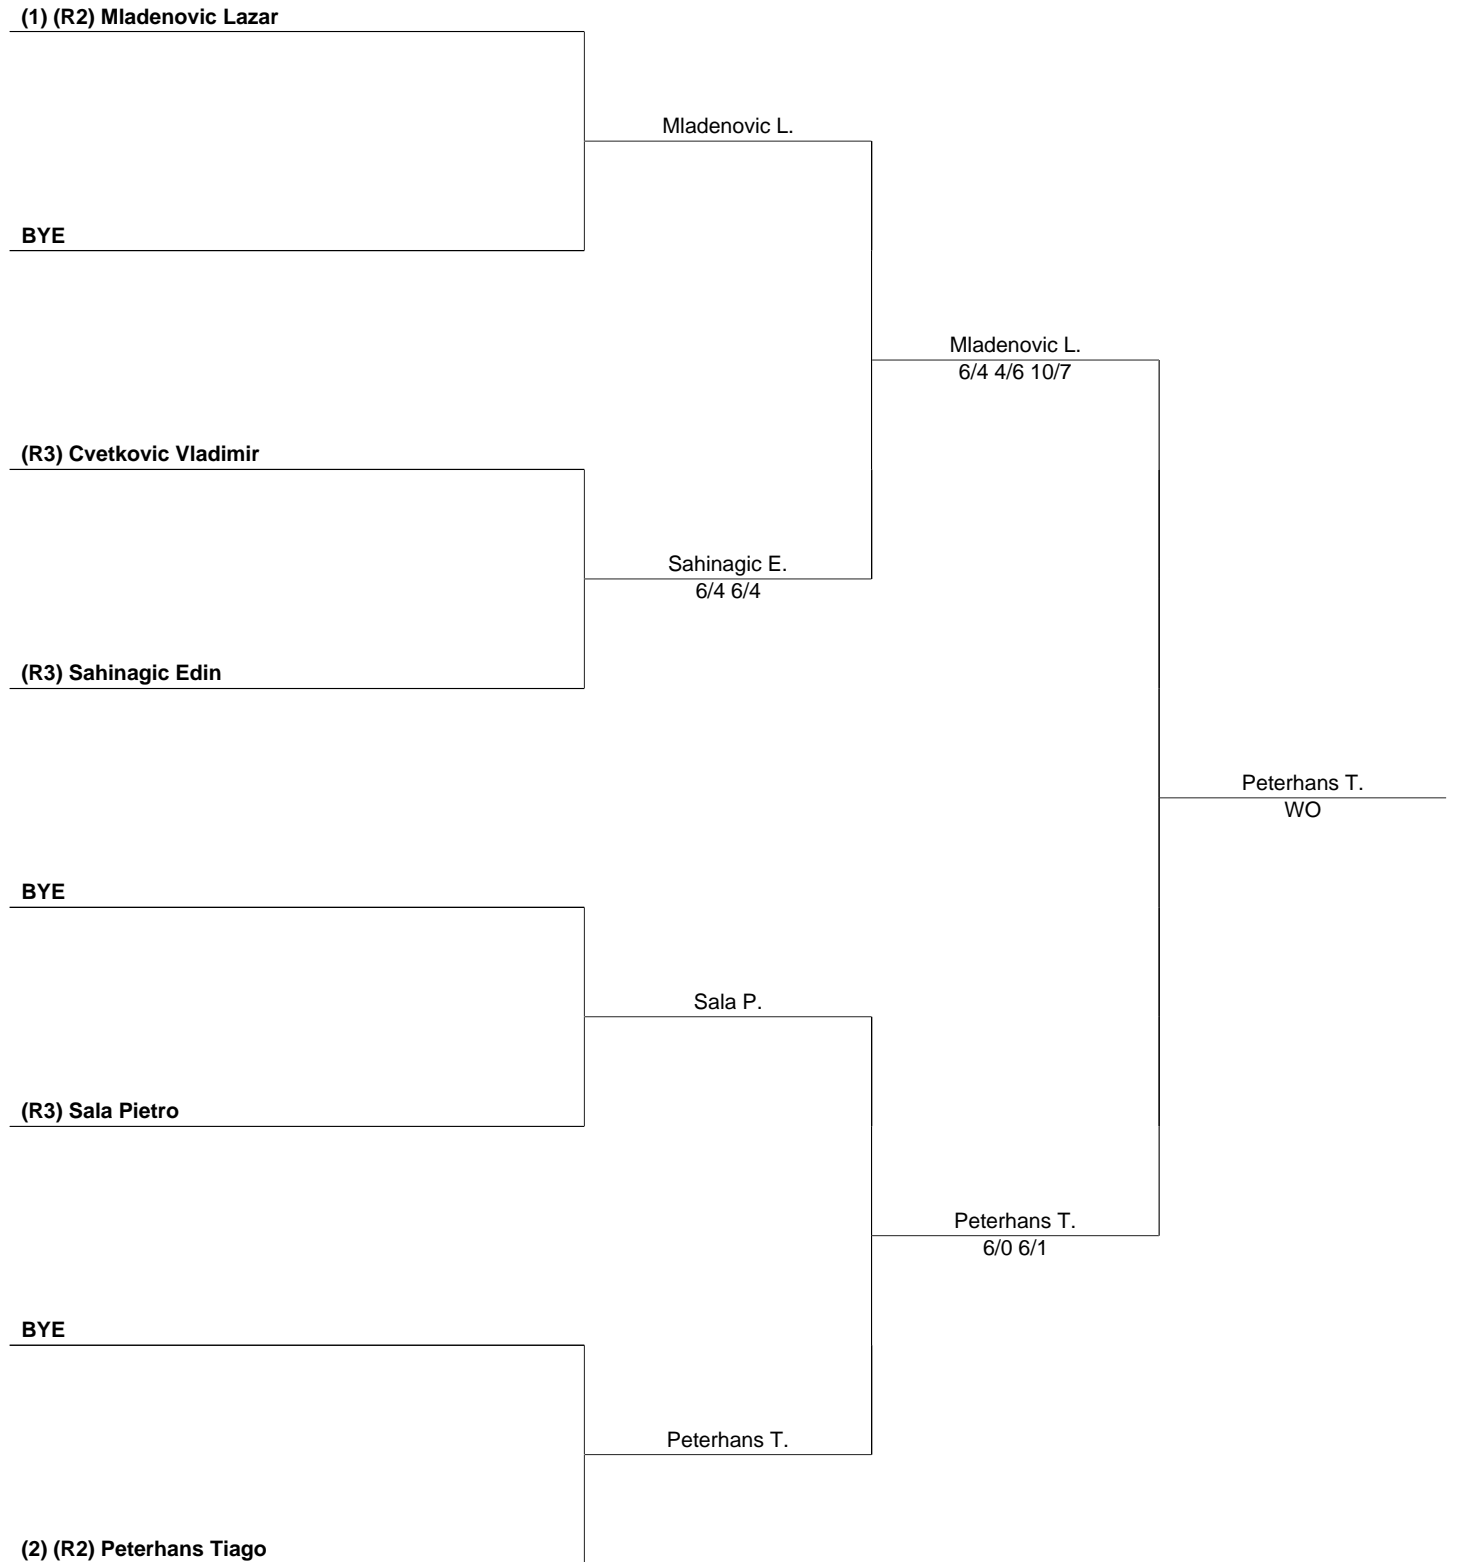 (1) (R2) Mladenovic Lazar
Mladenovic L.
BYE
Mladenovic L.
6/4 4/6 10/7
(R3) Cvetkovic Vladimir
Sahinagic E.
6/4 6/4
(R3) Sahinagic Edin
Peterhans T.
WO
BYE
Sala P.
(R3) Sala Pietro
Peterhans T.
6/0 6/1
BYE
Peterhans T.
(2) (R2) Peterhans Tiago